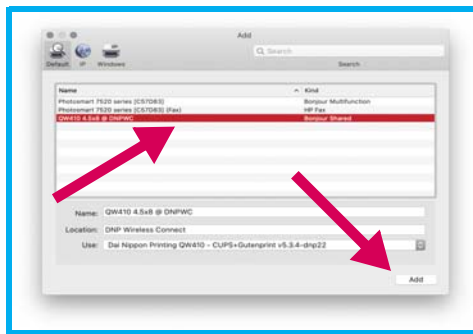 Add
Default IP Windows
Search
Search
Name Kind
Photosmart 7520 series [C57D83] Bonjour Multifunction
Photosmart 7520 series [C57D83] (Fax) HP Fax
QW410 4.5x8 @ DNPWC Bonjour Shared
Name: QW410 4.5x8 @ DNPWC
Location: DNP Wireless Connect
Use: Dai Nippon Printing QW410 - CUPS+Gutenprint v5.3.4-dnp22
Add